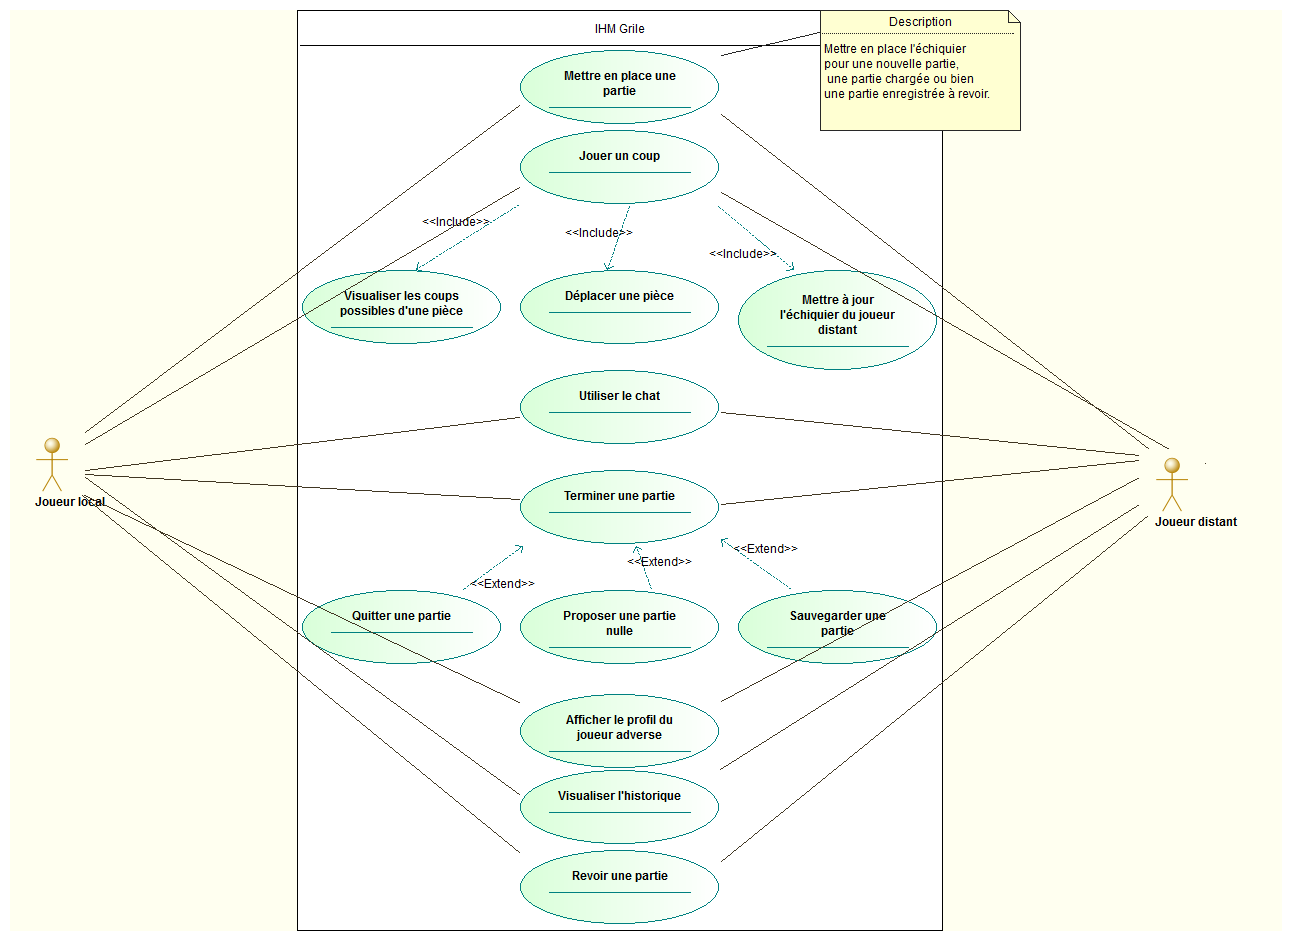 IHM Grile
Description
Mettre en place l'échiquier
pour une nouvelle partie,
une partie chargée ou bien
une partie enregistrée à revoir.
Mettre en place une
partie
Jouer un coup
<<Include>>
<<Include>>
<<Include>>
Visualiser les coups
possibles d'une pièce
Déplacer une pièce
Mettre à jour
l'échiquier du joueur
distant
Utiliser le chat
Joueur local
Joueur distant
Terminer une partie
<<Extend>>
<<Extend>>
<<Extend>>
Quitter une partie
Proposer une partie
nulle
Sauvegarder une
partie
Afficher le profil du
joueur adverse
Visualiser l'historique
Revoir une partie